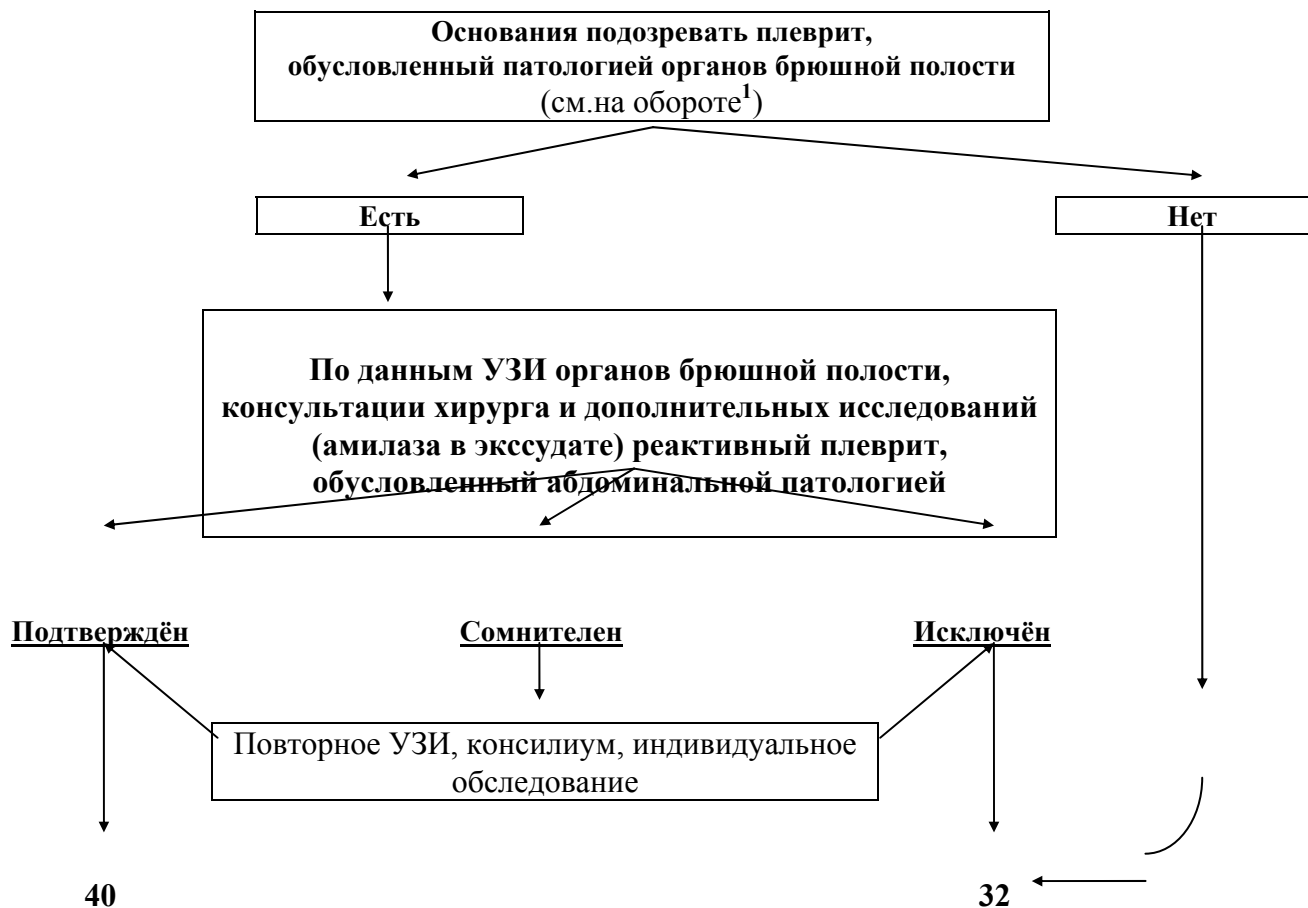 Основания подозревать плеврит,
обусловленный патологией органов брюшной полости
(см.на обороте¹)
Есть
Нет
По данным УЗИ органов брюшной полости,
консультации хирурга и дополнительных исследований
(амилаза в экссудате) реактивный плеврит,
обусловленный абдоминальной патологией
Подтверждён
Сомнителен
Исключён
Повторное УЗИ, консилиум, индивидуальное
обследование
40
32